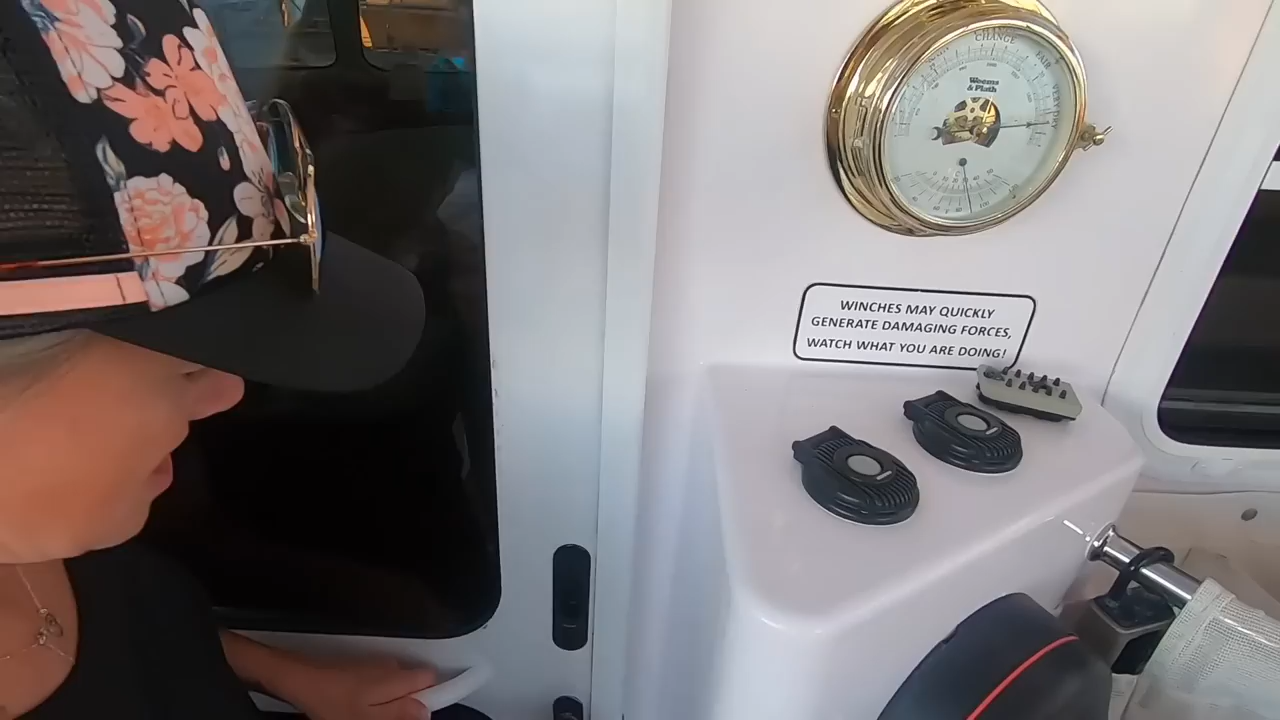 CHANGE
FAIR
Weems
& Plath
WINCHES MAY QUICKLY
GENERATE DAMAGING FORCES,
WATCH WHAT YOU ARE DOING!